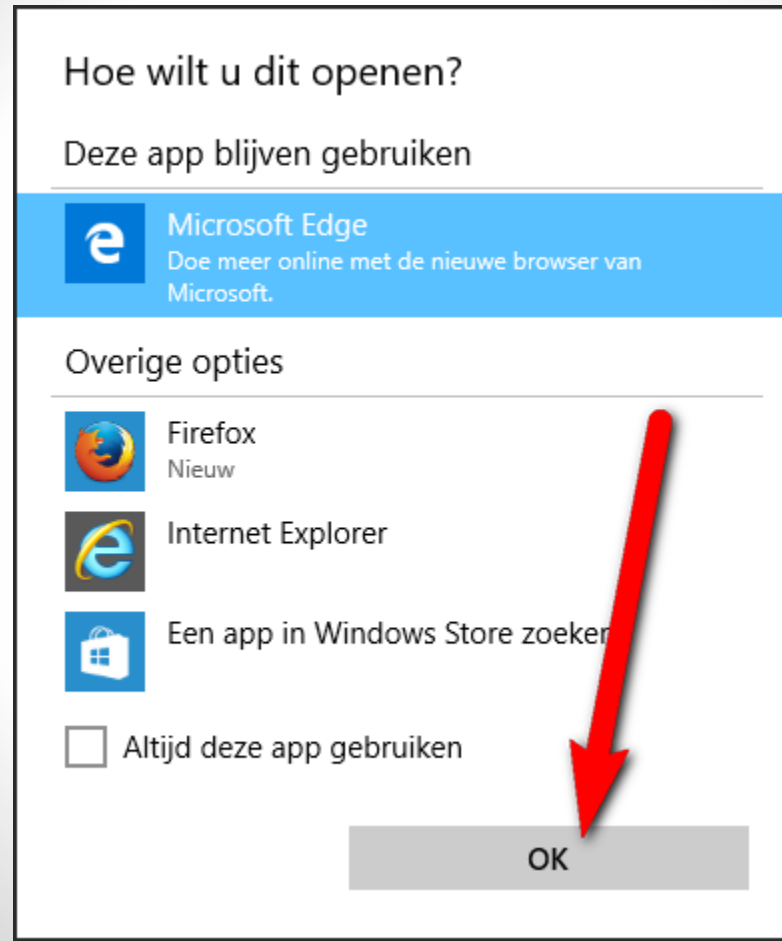 Hoe wilt u dit openen?
Deze app blijven gebruiken
Microsoft Edge
Doe meer online met de nieuwe browser van
Microsoft.
Overige opties
Firefox
Nieuw
Internet Explorer
Een app in Windows Store zoeken
Altijd deze app gebruiken
OK